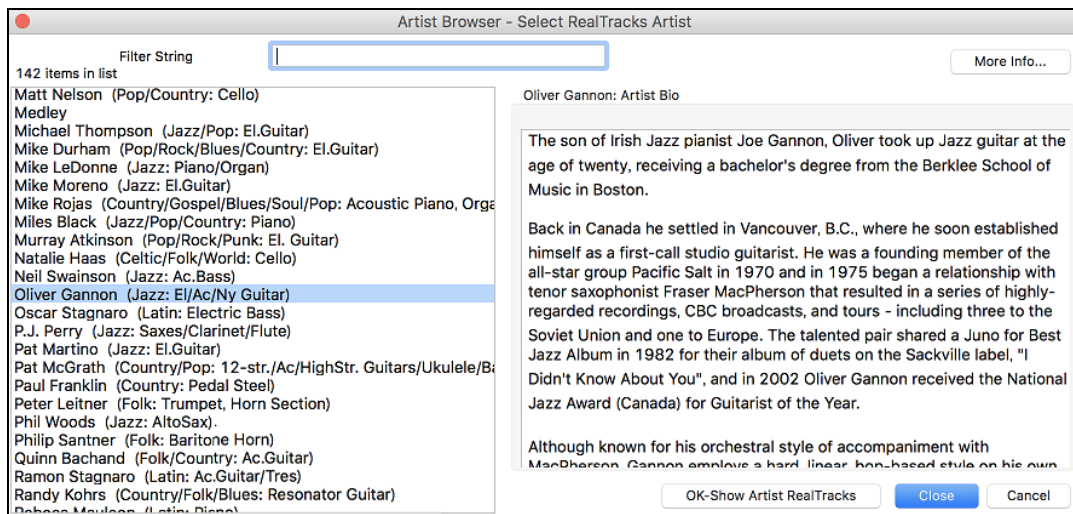 Artist Browser - Select RealTracks Artist
Filter String
142 items in list
More Info...
Matt Nelson (Pop/Country: Cello)
Medley
Michael Thompson (Jazz/Pop: El.Guitar)
Mike Durham (Pop/Rock/Blues/Country: El.Guitar)
Mike LeDonne (Jazz: Piano/Organ)
Mike Moreno (Jazz: El.Guitar)
Mike Rojas (Country/Gospel/Blues/Soul/Pop: Acoustic Piano, Orga
Miles Black (Jazz/Pop/Country: Piano)
Murray Atkinson (Pop/Rock/Punk: El. Guitar)
Natalie Haas (Celtic/Folk/World: Cello)
Neil Swainson (Jazz: Ac.Bass)
Oliver Gannon (Jazz: El/Ac/Ny Guitar)
Oscar Stagnaro (Latin: Electric Bass)
P.J. Perry (Jazz: Saxes/Clarinet/Flute)
Pat Martino (Jazz: El.Guitar)
Pat McGrath (Country/Pop: 12-str./Ac/HighStr. Guitars/Ukulele/Ba
Paul Franklin (Country: Pedal Steel)
Peter Leitner (Folk: Trumpet, Horn Section)
Phil Woods (Jazz: AltoSax).
Philip Santner (Folk: Baritone Horn)
Quinn Bachand (Folk/Country: Ac.Guitar)
Ramon Stagnaro (Latin: Ac.Guitar/Tres)
Randy Kohrs (Country/Folk/Blues: Resonator Guitar)
Rebeca Mauleon (Latin: Piano)
Oliver Gannon: Artist Bio
The son of Irish Jazz pianist Joe Gannon, Oliver took up Jazz guitar at the
age of twenty, receiving a bachelor's degree from the Berklee School of
Music in Boston.
Back in Canada he settled in Vancouver, B.C., where he soon established
himself as a first-call studio guitarist. He was a founding member of the
all-star group Pacific Salt in 1970 and in 1975 began a relationship with
tenor saxophonist Fraser MacPherson that resulted in a series of highly-
regarded recordings, CBC broadcasts, and tours - including three to the
Soviet Union and one to Europe. The talented pair shared a Juno for Best
Jazz Album in 1982 for their album of duets on the Sackville label, "I
Didn't Know About You", and in 2002 Oliver Gannon received the National
Jazz Award (Canada) for Guitarist of the Year.
Although known for his orchestral style of accompaniment with
MacPherson, Gannon employs a hard, linear, bop-based style on his own
OK-Show Artist RealTracks
Close
Cancel